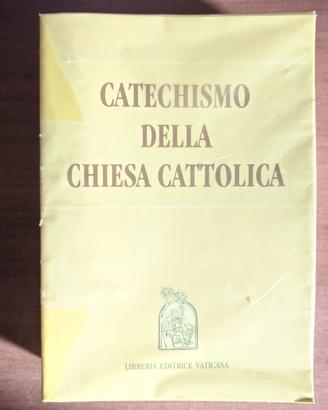 CATECHISMO
DELLA
CHIESA CATTOLICA
LIBRERIA EDITRICE VATICANA